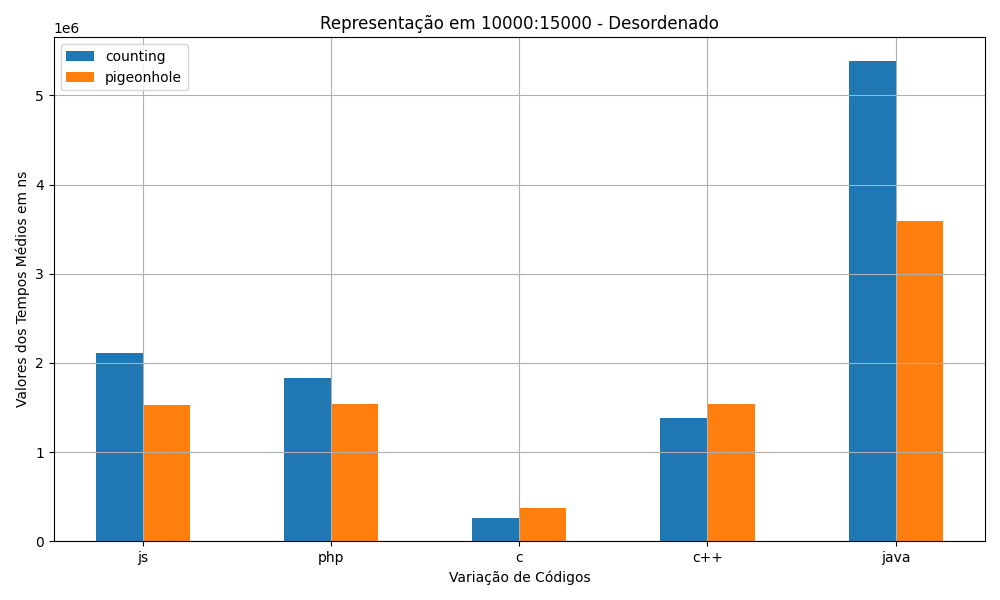 Representação em 10000:15000 - Desordenado
1e6
counting
pigeonhole
Valores dos Tempos Médios em ns
5
4
3
2
1
0
js php c c++ java
Variação de Códigos